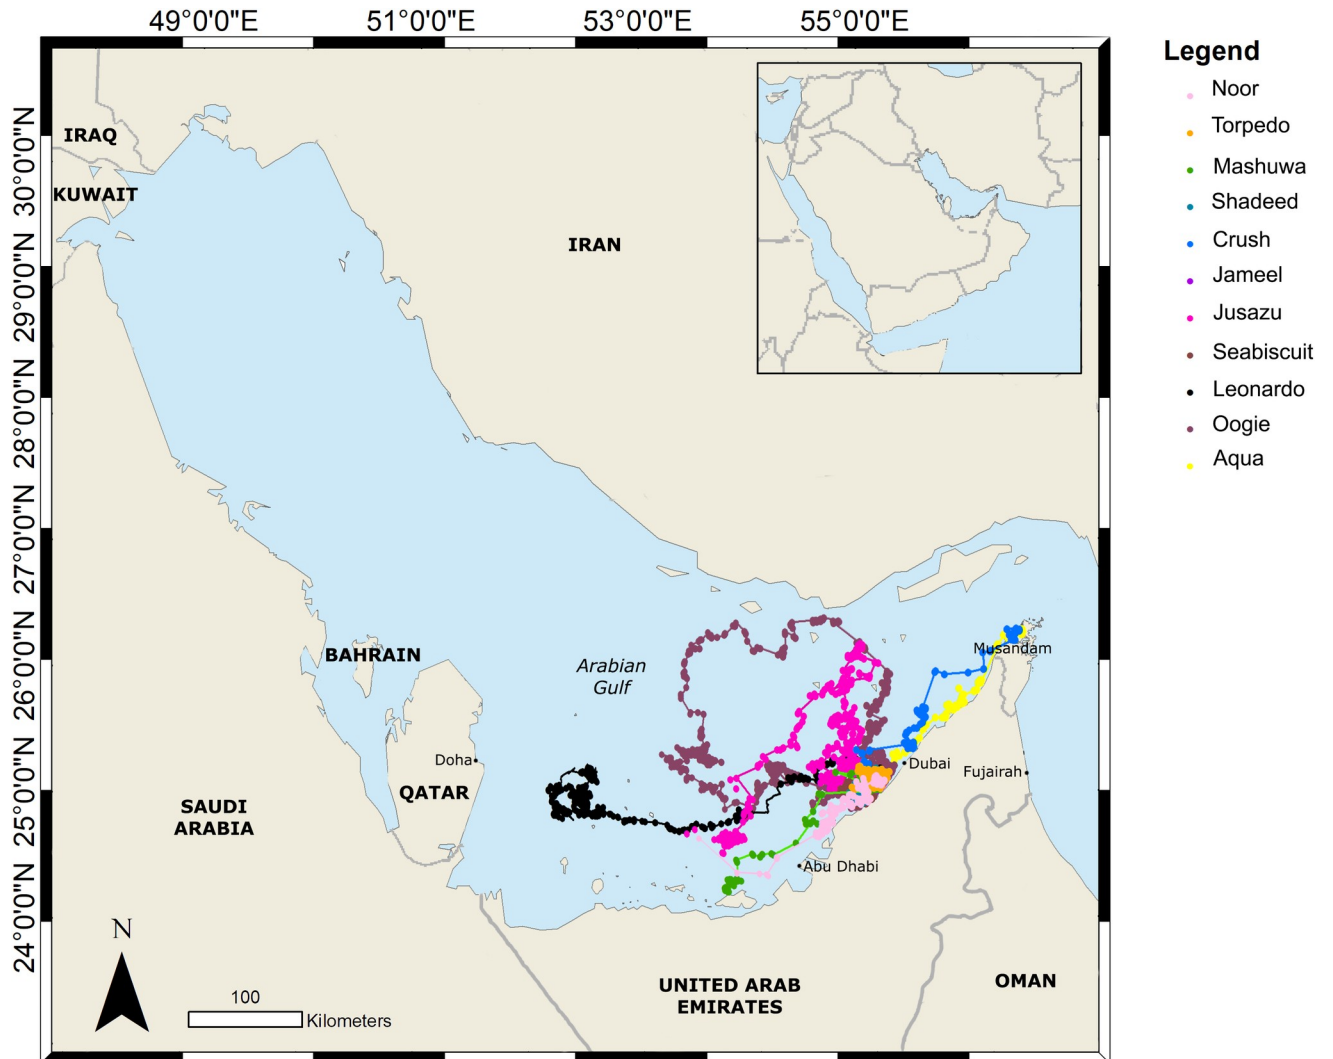 49°0'0"E
51°0'0"E
53°0'0"E
55°0'0"E
30°0'0"N
29°0'0"N
28°0'0"N
27°0'0"N
26°0'0"N
25°0'0"N
24°0'0"N
IRAQ
KUWAIT
IRAN
BAHRAIN
Arabian
Gulf
Musandam
Doha
Dubai
Fujairah
QATAR
SAUDI
ARABIA
Abu Dhabi
UNITED ARAB
EMIRATES
OMAN
N
100
Kilometers
Legend
Noor
Torpedo
Mashuwa
Shadeed
Crush
Jameel
Jusazu
Seabiscuit
Leonardo
Oogie
Aqua